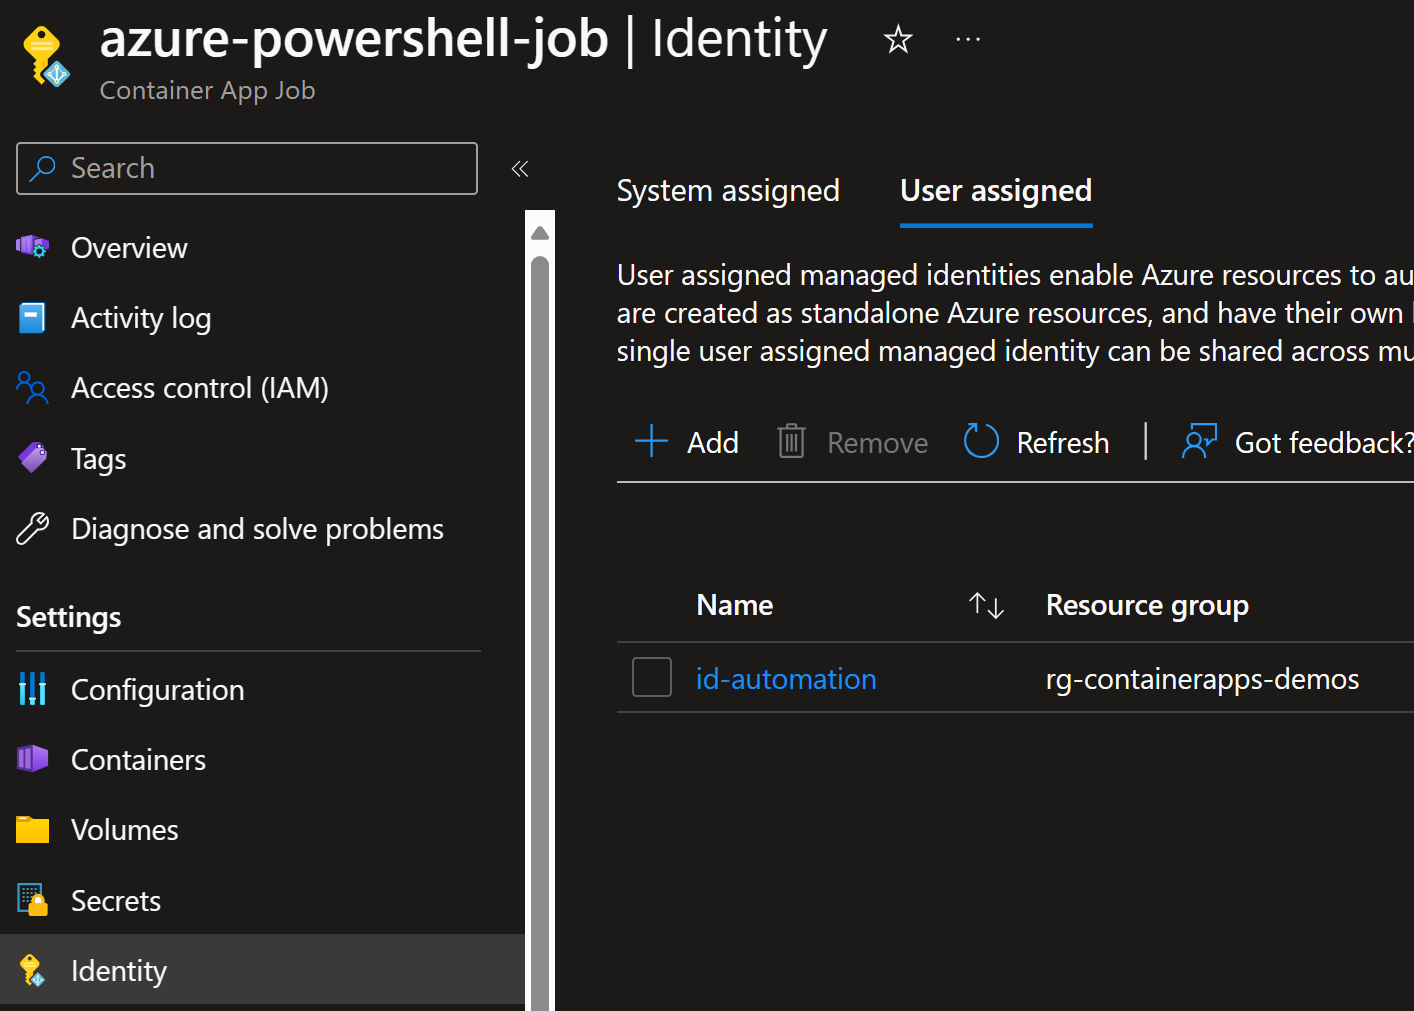 azure-powershell-job | Identity
Container App Job
Search
Overview
Activity log
Access control (IAM)
Tags
Diagnose and solve problems
Settings
Configuration
Containers
Volumes
Secrets
Identity
System assigned User assigned
User assigned managed identities enable Azure resources to au
are created as standalone Azure resources, and have their own
single user assigned managed identity can be shared across mu
Add Remove Refresh | Got feedback?
Name Resource group
id-automation rg-containerapps-demos